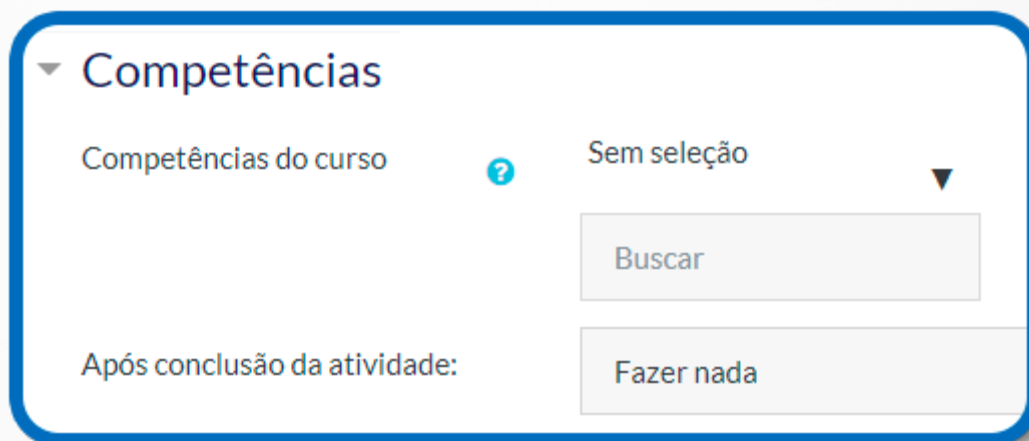 Competências
Competências do curso ? Sem seleção
Buscar
Após conclusão da atividade: Fazer nada